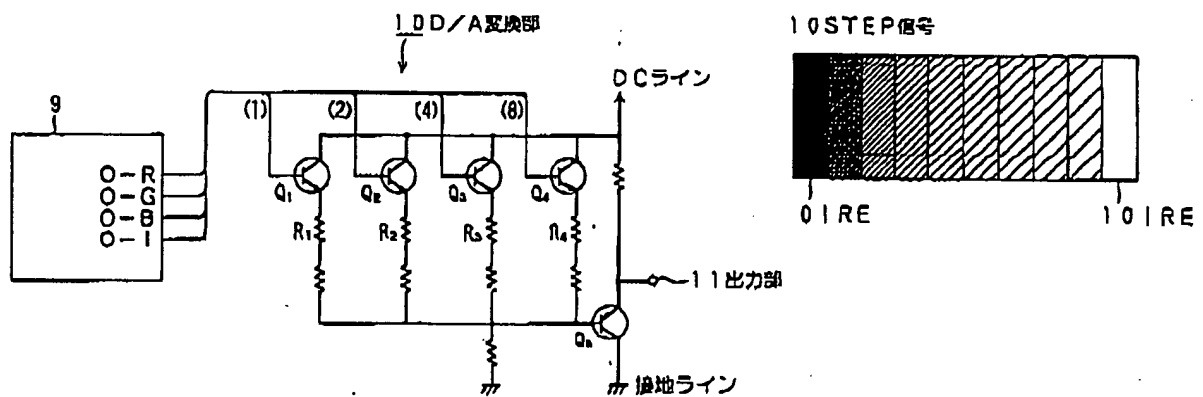 10D/A変換部
10STEP信号
DCライン
9
(1)
(2)
(4)
(8)
O-R
O-G
O-B
O-I
Q1
Q2
Q3
Q4
R1
R2
R3
R4
0IRE
10IRE
11出力部
Q5
接地ライン